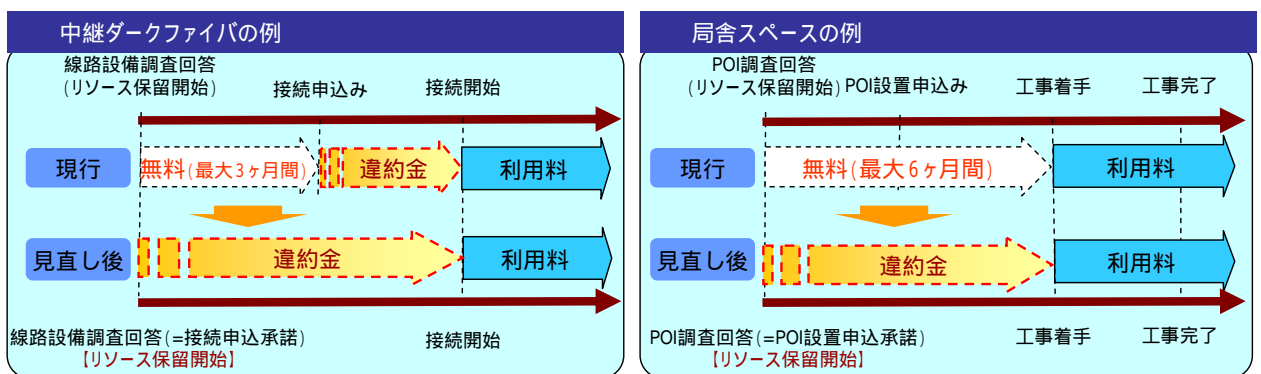 中継ダークファイバの例
線路設備調査回答
(リソース保留開始)
接続申込み
接続開始
現行
無料(最大3ヶ月間)
違約金
利用料
見直し後
違約金
利用料
線路設備調査回答(=接続申込承諾)
【リソース保留開始】
接続開始
局舎スペースの例
POI調査回答
(リソース保留開始)
POI設置申込み
工事着手
工事完了
現行
無料(最大6ヶ月間)
利用料
見直し後
違約金
利用料
POI調査回答(=POI設置申込承諾)
【リソース保留開始】
工事着手
工事完了